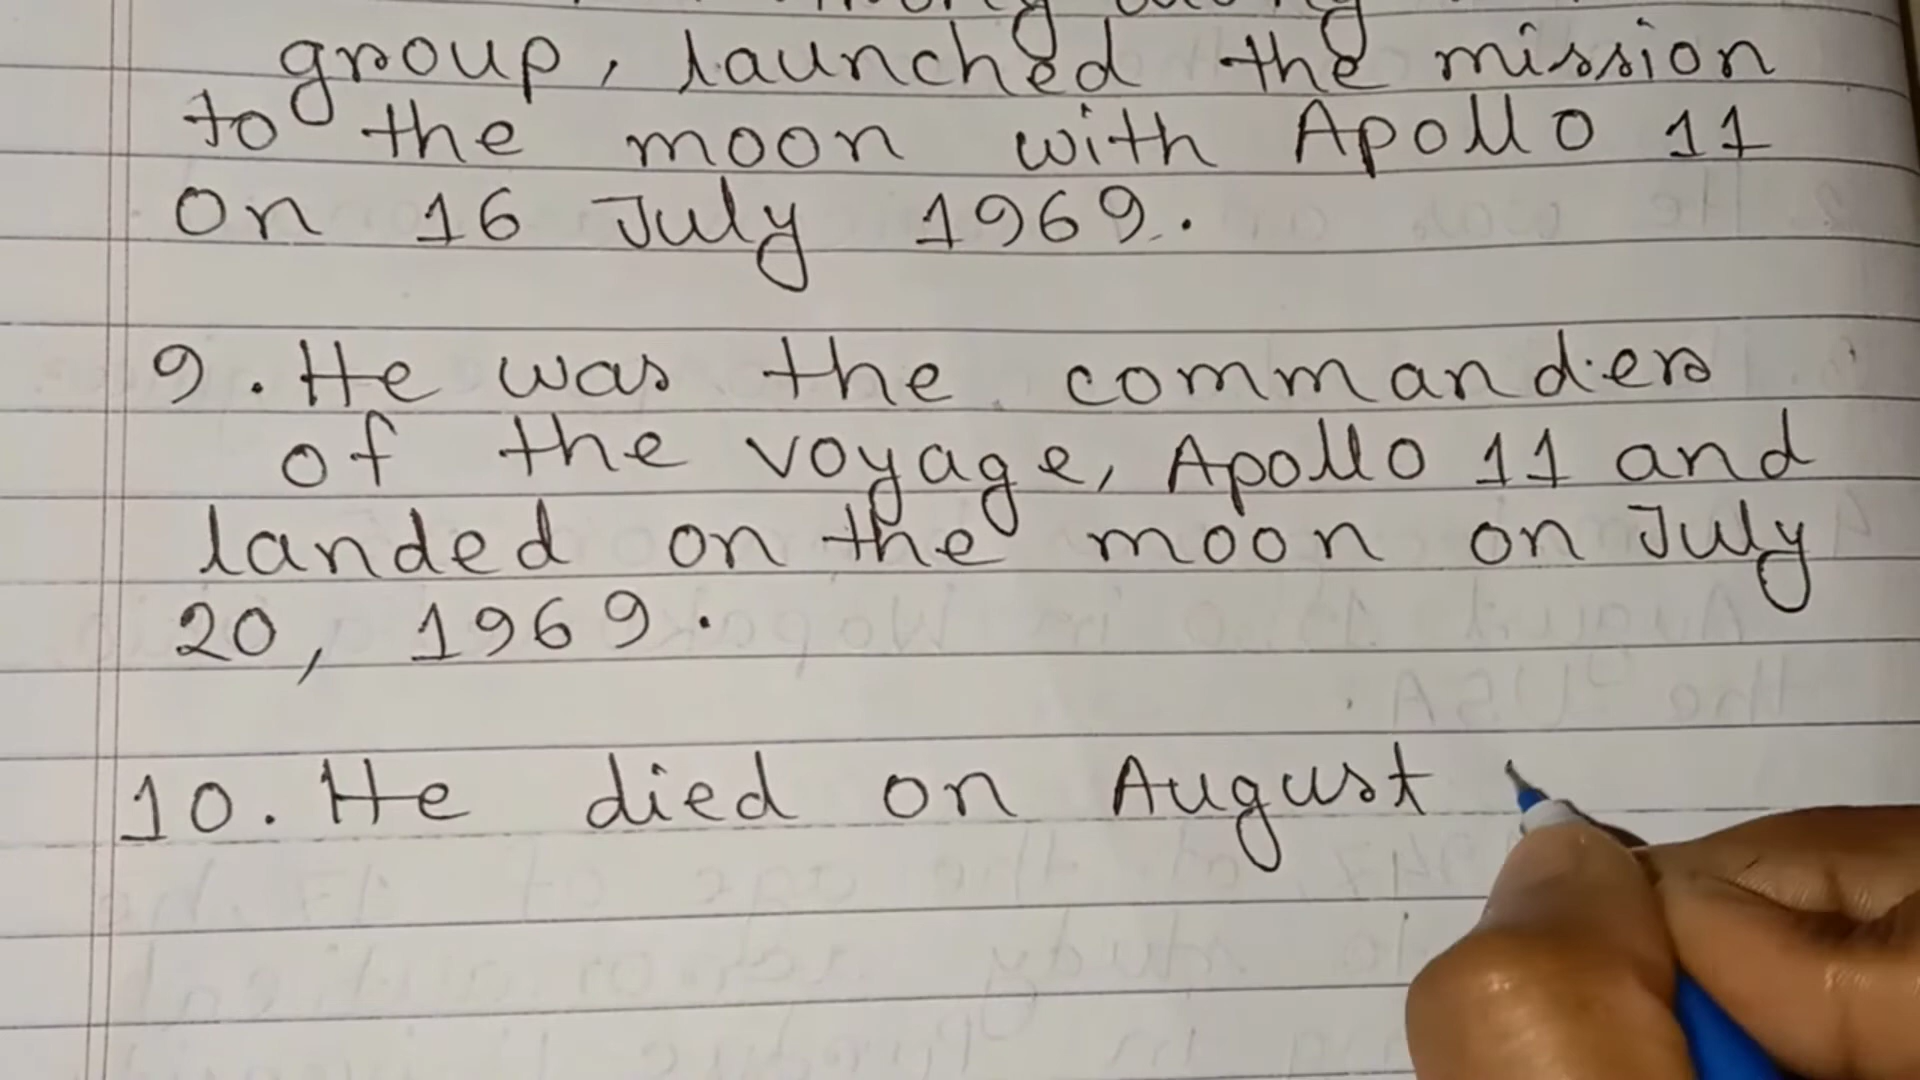 group, launched the mission
to the moon with Apollo 11
on 16 July 1969.
9. He was the commander
of the voyage, Apollo 11 and
landed on the moon on July
20, 1969.
10. He died on August